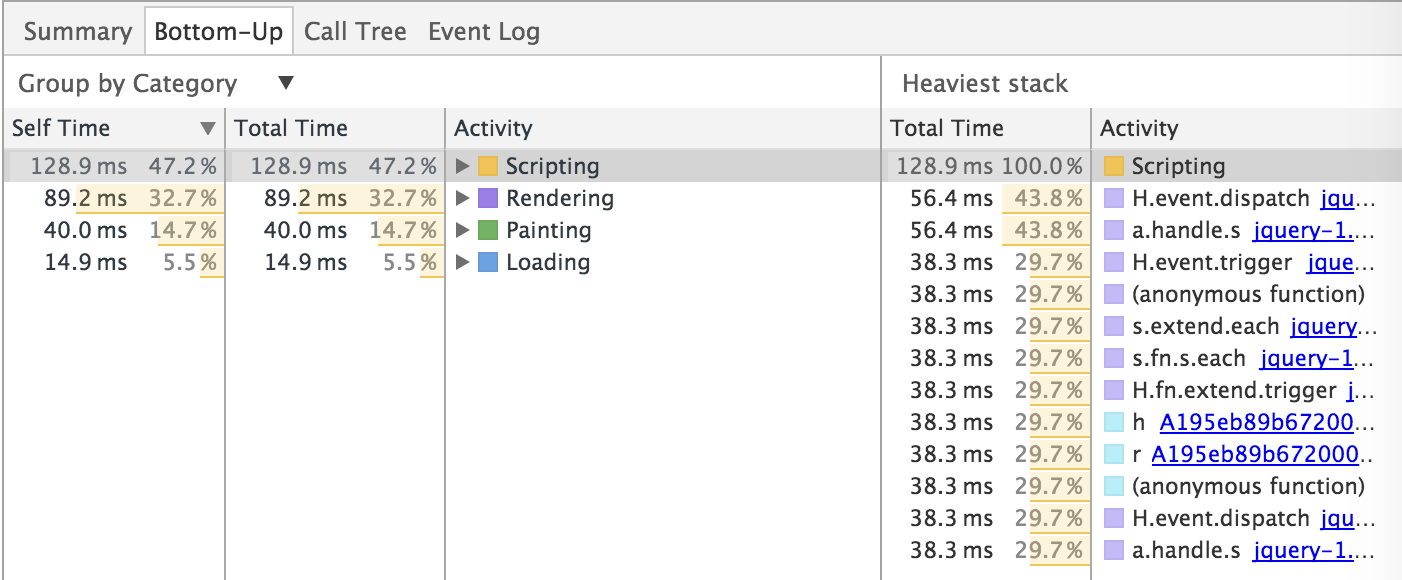 Summary Bottom-Up Call Tree Event Log
Group by Category ▼ Heaviest stack
Self Time ▼ Total Time Activity Total Time Activity
128.9 ms 47.2 % 128.9 ms 47.2 % ▶ Scripting 128.9 ms 100.0 % Scripting
89.2 ms 32.7 % 89.2 ms 32.7 % ▶ Rendering 56.4 ms 43.8 % H.event.dispatch jqu…
40.0 ms 14.7 % 40.0 ms 14.7 % ▶ Painting 56.4 ms 43.8 % a.handle.s jquery-1.…
14.9 ms 5.5 % 14.9 ms 5.5 % ▶ Loading 38.3 ms 29.7 % H.event.trigger jque…
38.3 ms 29.7 % (anonymous function)
38.3 ms 29.7 % s.extend.each jquery…
38.3 ms 29.7 % s.fn.s.each jquery-1…
38.3 ms 29.7 % H.fn.extend.trigger j…
38.3 ms 29.7 % h A195eb89b67200…
38.3 ms 29.7 % r A195eb89b672000..
38.3 ms 29.7 % (anonymous function)
38.3 ms 29.7 % H.event.dispatch jqu…
38.3 ms 29.7 % a.handle.s jquery-1.…